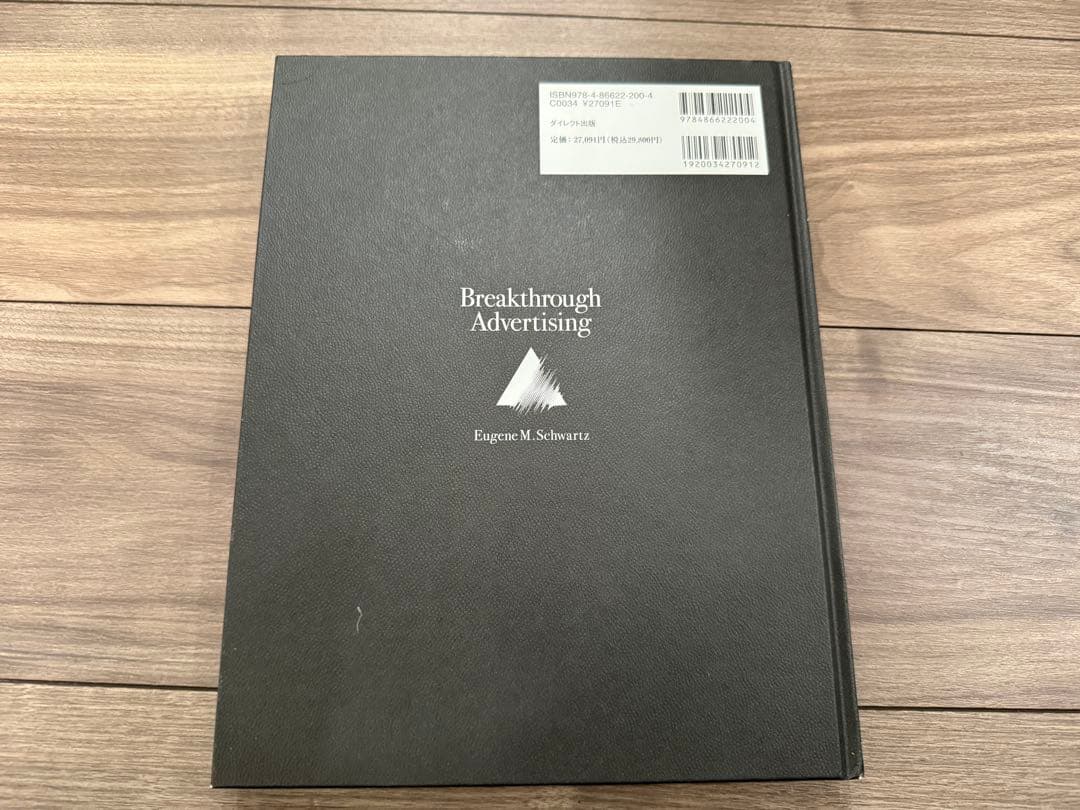 ISBN978-4-86622-200-4
C0034 ¥27091E
9784866222004
ダイレクト出版
定価：27,091円（税込29,800円）
1920034270912
Breakthrough
Advertising
Eugene M. Schwartz